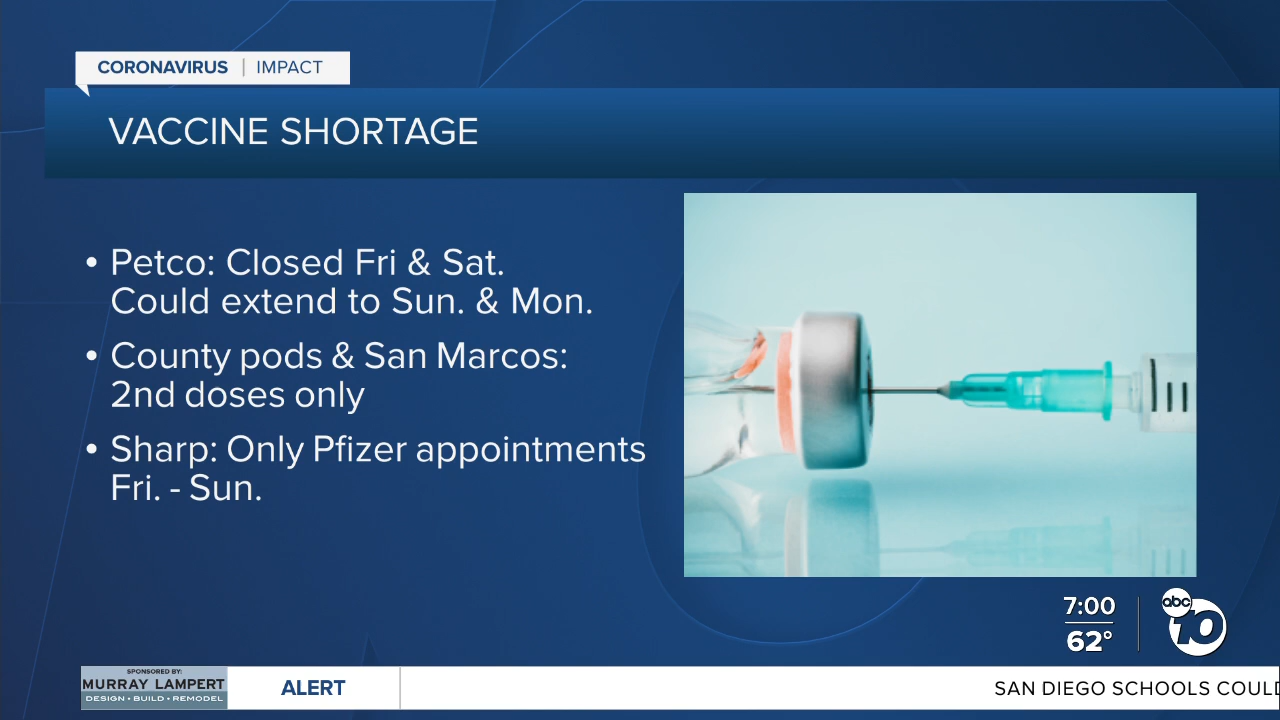 CORONAVIRUS | IMPACT
VACCINE SHORTAGE
• Petco: Closed Fri & Sat.
Could extend to Sun. & Mon.
• County pods & San Marcos:
2nd doses only
• Sharp: Only Pfizer appointments
Fri. - Sun.
7:00
62°
abc
10
SPONSORED BY:
MURRAY LAMPERT
DESIGN • BUILD • REMODEL
ALERT
SAN DIEGO SCHOOLS COULD